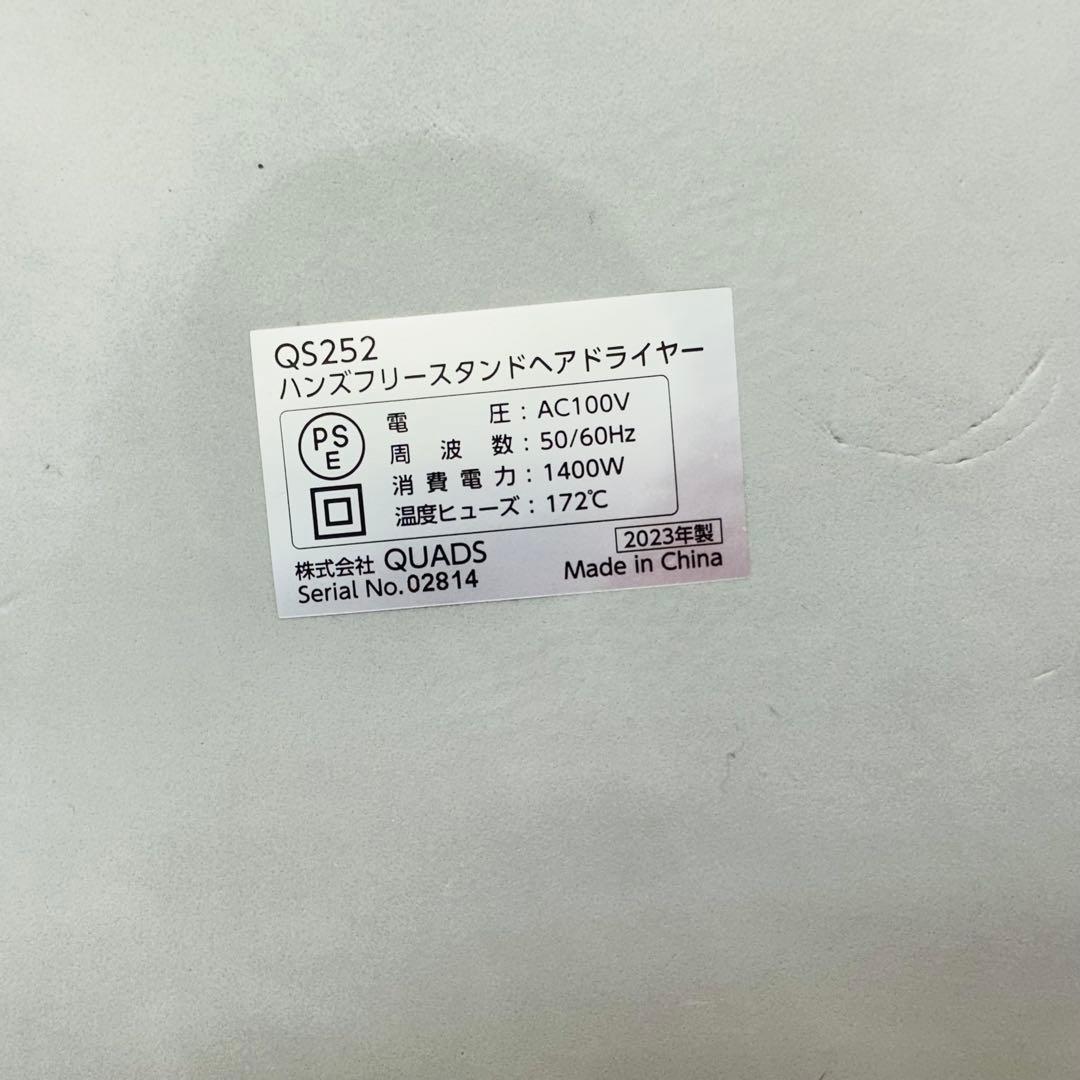 QS252
ハンズフリースタンドヘアドライヤー
PS
E
電圧：AC100V
周波数：50/60Hz
消費電力：1400W
温度ヒューズ：172℃
2023年製
株式会社 QUADS
Made in China
Serial No.02814